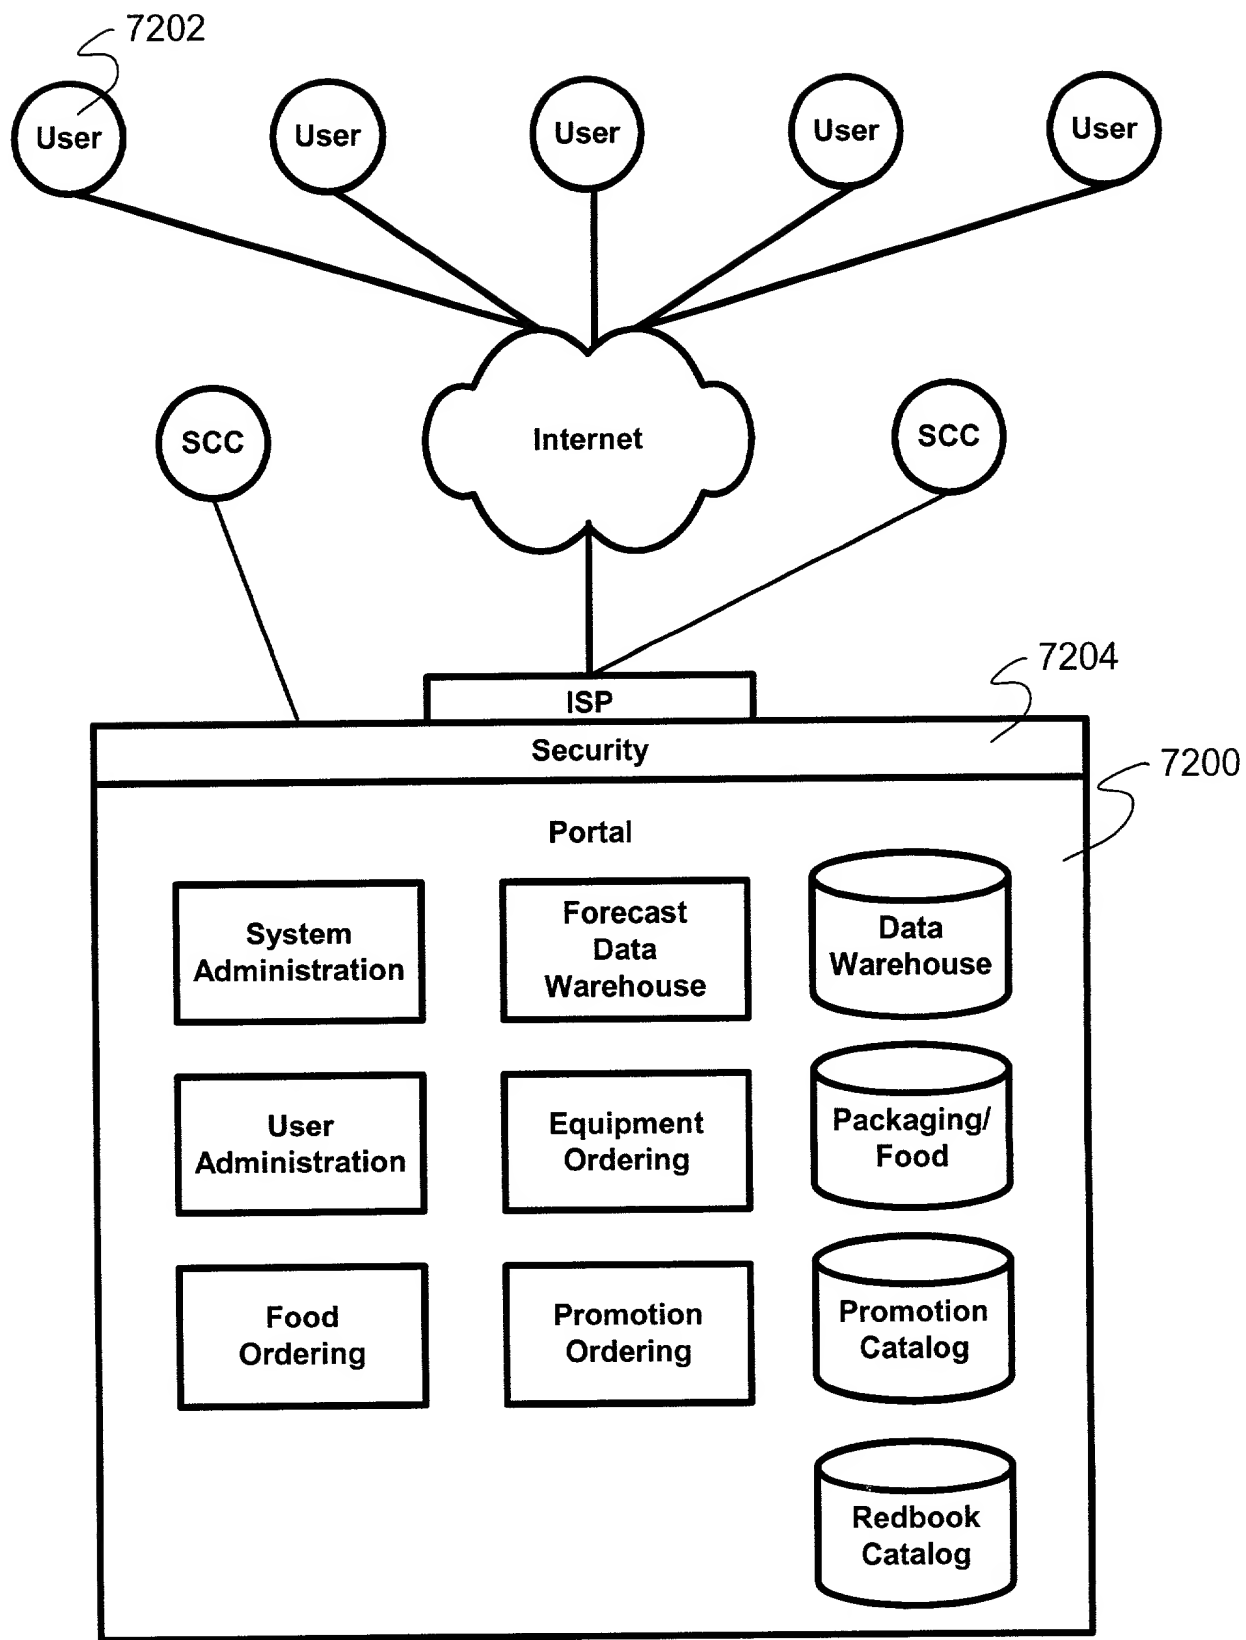 7202
User
User
User
User
User
SCC
Internet
SCC
7204
ISP
Security
7200
Portal
System
Administration
Forecast
Data
Warehouse
Data
Warehouse
User
Administration
Equipment
Ordering
Packaging/
Food
Food
Ordering
Promotion
Ordering
Promotion
Catalog
Redbook
Catalog